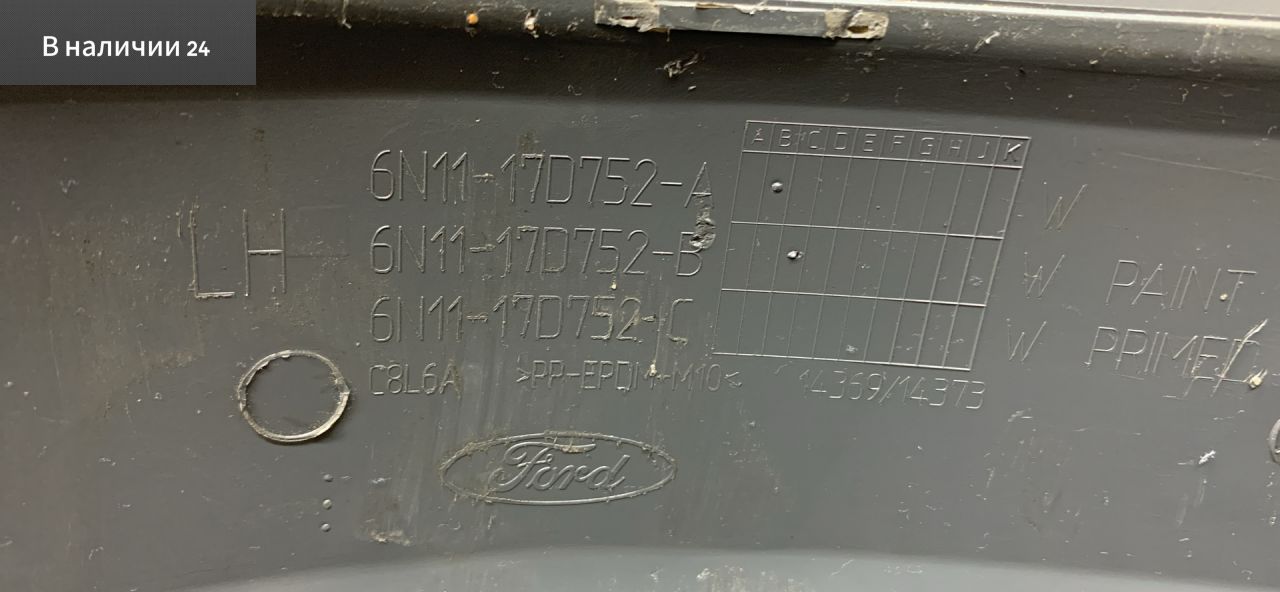 В наличии 24
A B C D E F G H J K
6N11-17D752-A
W
LH
6N11-17D752-B
W PAINT
6N11-17D752-C
W PRIMED
C8L6A >PP-EPDM-M10< 14369/14373
Ford